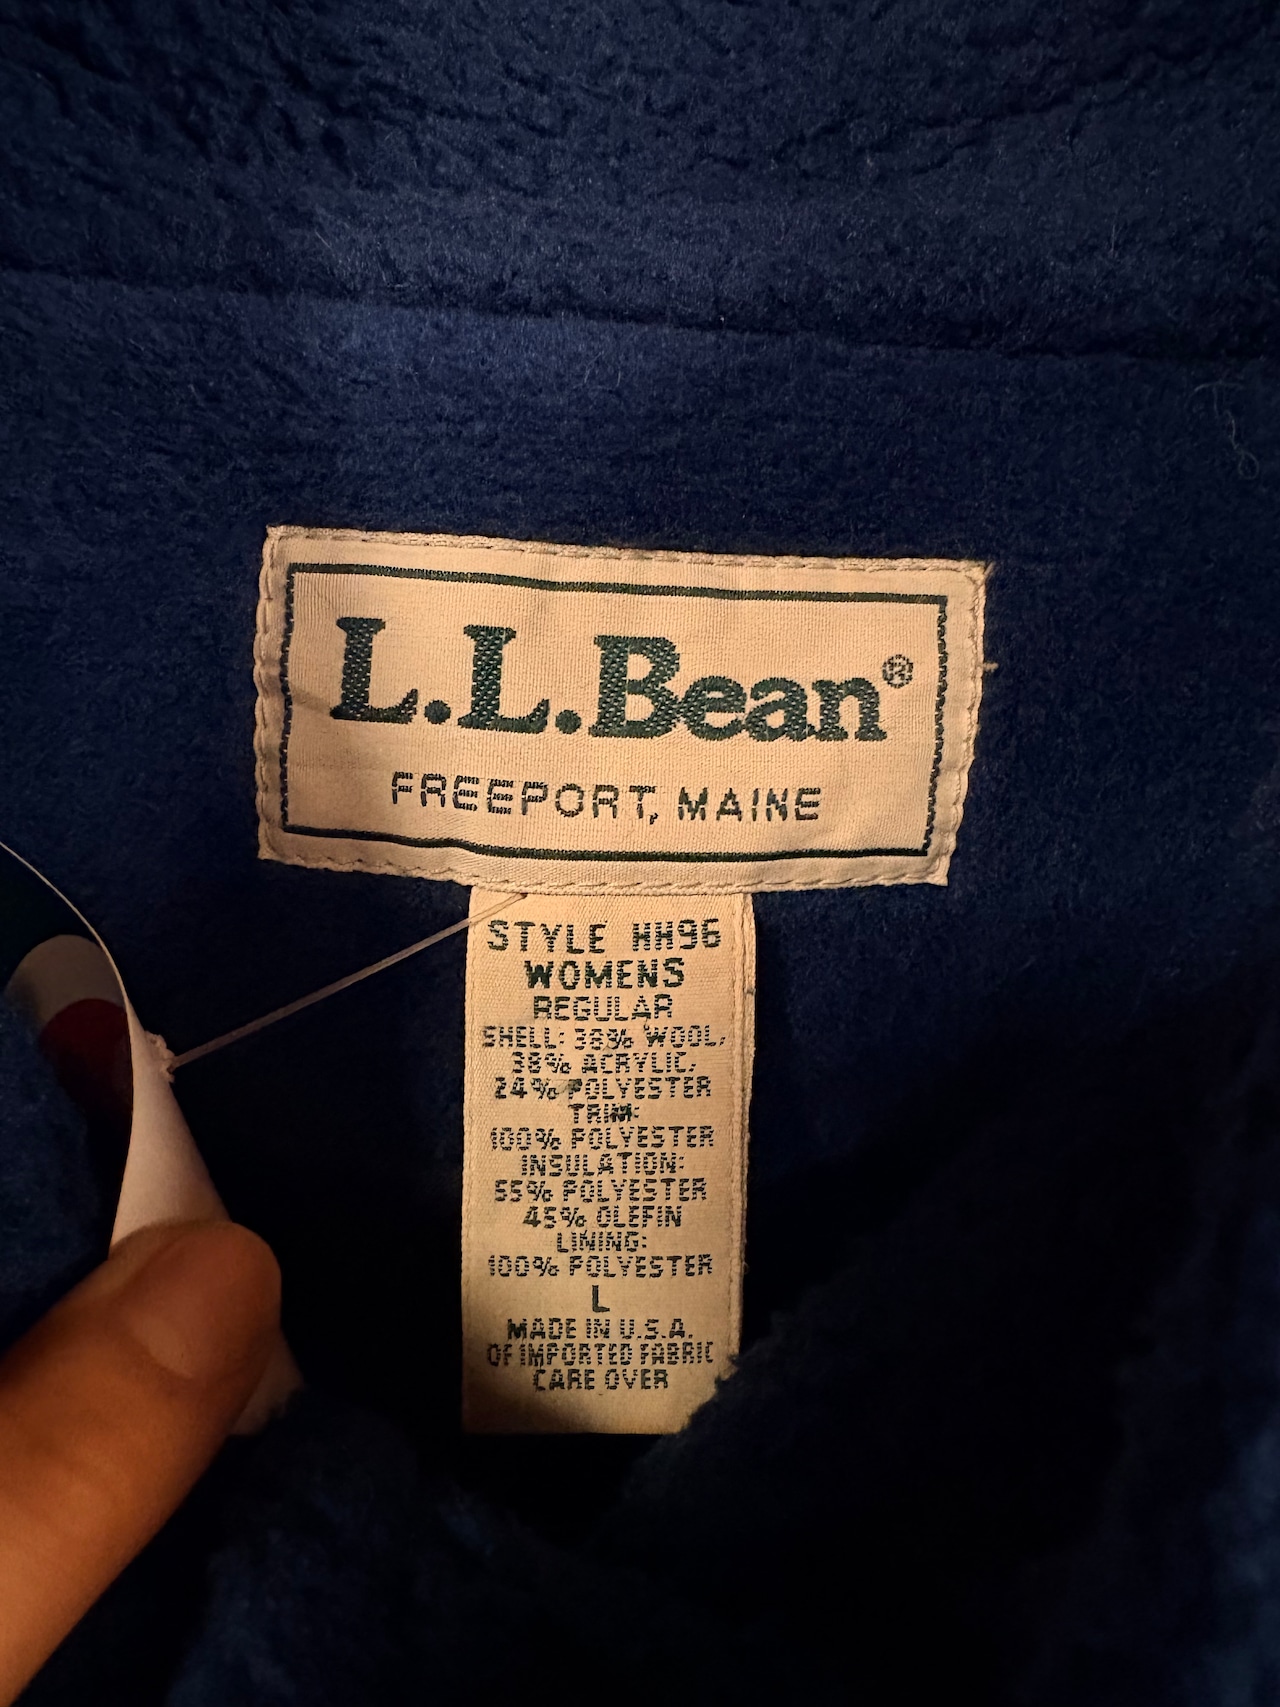 L.L.Bean®
FREEPORT, MAINE
STYLE HH96
WOMENS
REGULAR
SHELL: 38% WOOL,
38% ACRYLIC,
24% POLYESTER
TRIM:
100% POLYESTER
INSULATION:
55% POLYESTER
45% OLEFIN
LINING:
100% POLYESTER
L
MADE IN U.S.A.
OF IMPORTED FABRIC
CARE OVER